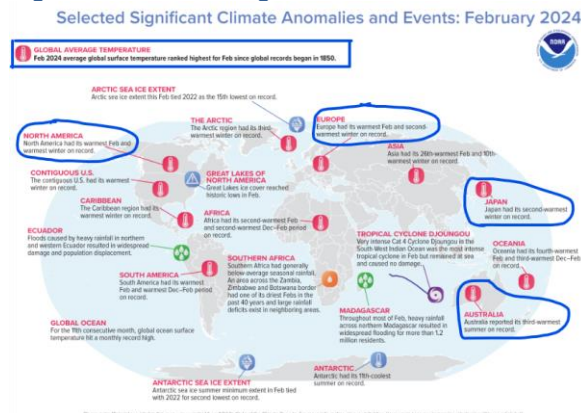 Selected Significant Climate Anomalies and Events: February 2024
GLOBAL AVERAGE TEMPERATURE
Feb 2024 average global surface temperature ranked highest for Feb since global records began in 1850.
ARCTIC SEA ICE EXTENT
Arctic sea ice extent this Feb tied 2022 as the 15th lowest on record.
THE ARCTIC
The Arctic region had its third-
warmest winter on record.
EUROPE
Europe had its warmest Feb and second-
warmest winter on record.
NORTH AMERICA
North America had its warmest Feb and
warmest winter on record.
ASIA
Asia had its 26th-warmest Feb and 10th-
warmest winter on record.
CONTIGUOUS U.S.
The contiguous U.S. had its warmest
winter on record.
GREAT LAKES OF
NORTH AMERICA
Great Lakes ice cover reached
historic lows in Feb.
JAPAN
Japan had its second-warmest
winter on record.
CARIBBEAN
The Caribbean region had its
warmest winter on record.
AFRICA
Africa had its second-warmest Feb
and second-warmest Dec–Feb period
on record.
ECUADOR
Floods caused by heavy rainfall in northern
and western Ecuador resulted in widespread
damage and population displacement.
TROPICAL CYCLONE DJOUNGOU
Very intense Cat 4 Cyclone Djoungou in the
South West Indian Ocean was the most intense
tropical cyclone in Feb but remained at sea
and caused no damage.
OCEANIA
Oceania had its fourth-warmest
Feb and third-warmest Dec–Feb
on record.
SOUTH AMERICA
South America had its warmest
Feb and warmest Dec–Feb period
on record.
SOUTHERN AFRICA
Southern Africa had generally
below average seasonal rainfall.
An area across the Zambia,
Zimbabwe and Botswana border
had one of its driest Febs in the
past 40 years and large rainfall
deficits exist in neighboring areas.
MADAGASCAR
Throughout most of Feb, heavy rainfall
across northern Madagascar resulted in
widespread flooding for more than 1.2
million residents.
AUSTRALIA
Australia reported its third-warmest
summer on record.
GLOBAL OCEAN
For the 11th consecutive month, global ocean surface
temperature hit a monthly record high.
ANTARCTIC SEA ICE EXTENT
Antarctic sea ice summer minimum extent in Feb tied
with 2022 for second lowest on record.
ANTARCTIC
Antarctic had its 11th-coolest
summer on record.
NOAA